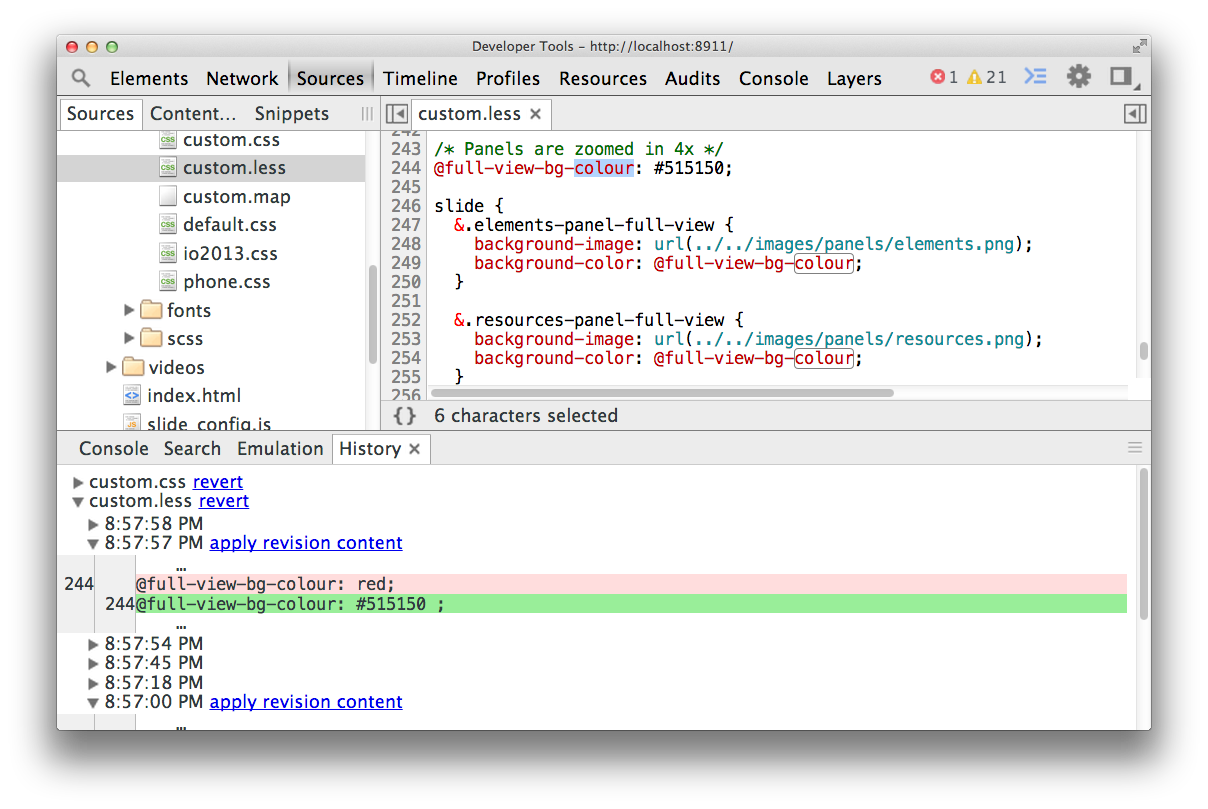 Developer Tools - http://localhost:8911/
Elements Network Sources Timeline Profiles Resources Audits Console Layers 1 21
Sources Content... Snippets
custom.css
custom.less
custom.map
default.css
io2013.css
phone.css
fonts
scss
videos
index.html
slide_config.js
custom.less ×
242
243 /* Panels are zoomed in 4x */
244 @full-view-bg-colour: #515150;
245
246 slide {
247 &.elements-panel-full-view {
248 background-image: url(../../images/panels/elements.png);
249 background-color: @full-view-bg-colour;
250 }
251
252 &.resources-panel-full-view {
253 background-image: url(../../images/panels/resources.png);
254 background-color: @full-view-bg-colour;
255 }
256
{} 6 characters selected
Console Search Emulation History ×
custom.css revert
custom.less revert
8:57:58 PM
8:57:57 PM apply revision content
…
244 @full-view-bg-colour: red;
244 @full-view-bg-colour: #515150 ;
…
8:57:54 PM
8:57:45 PM
8:57:18 PM
8:57:00 PM apply revision content
…